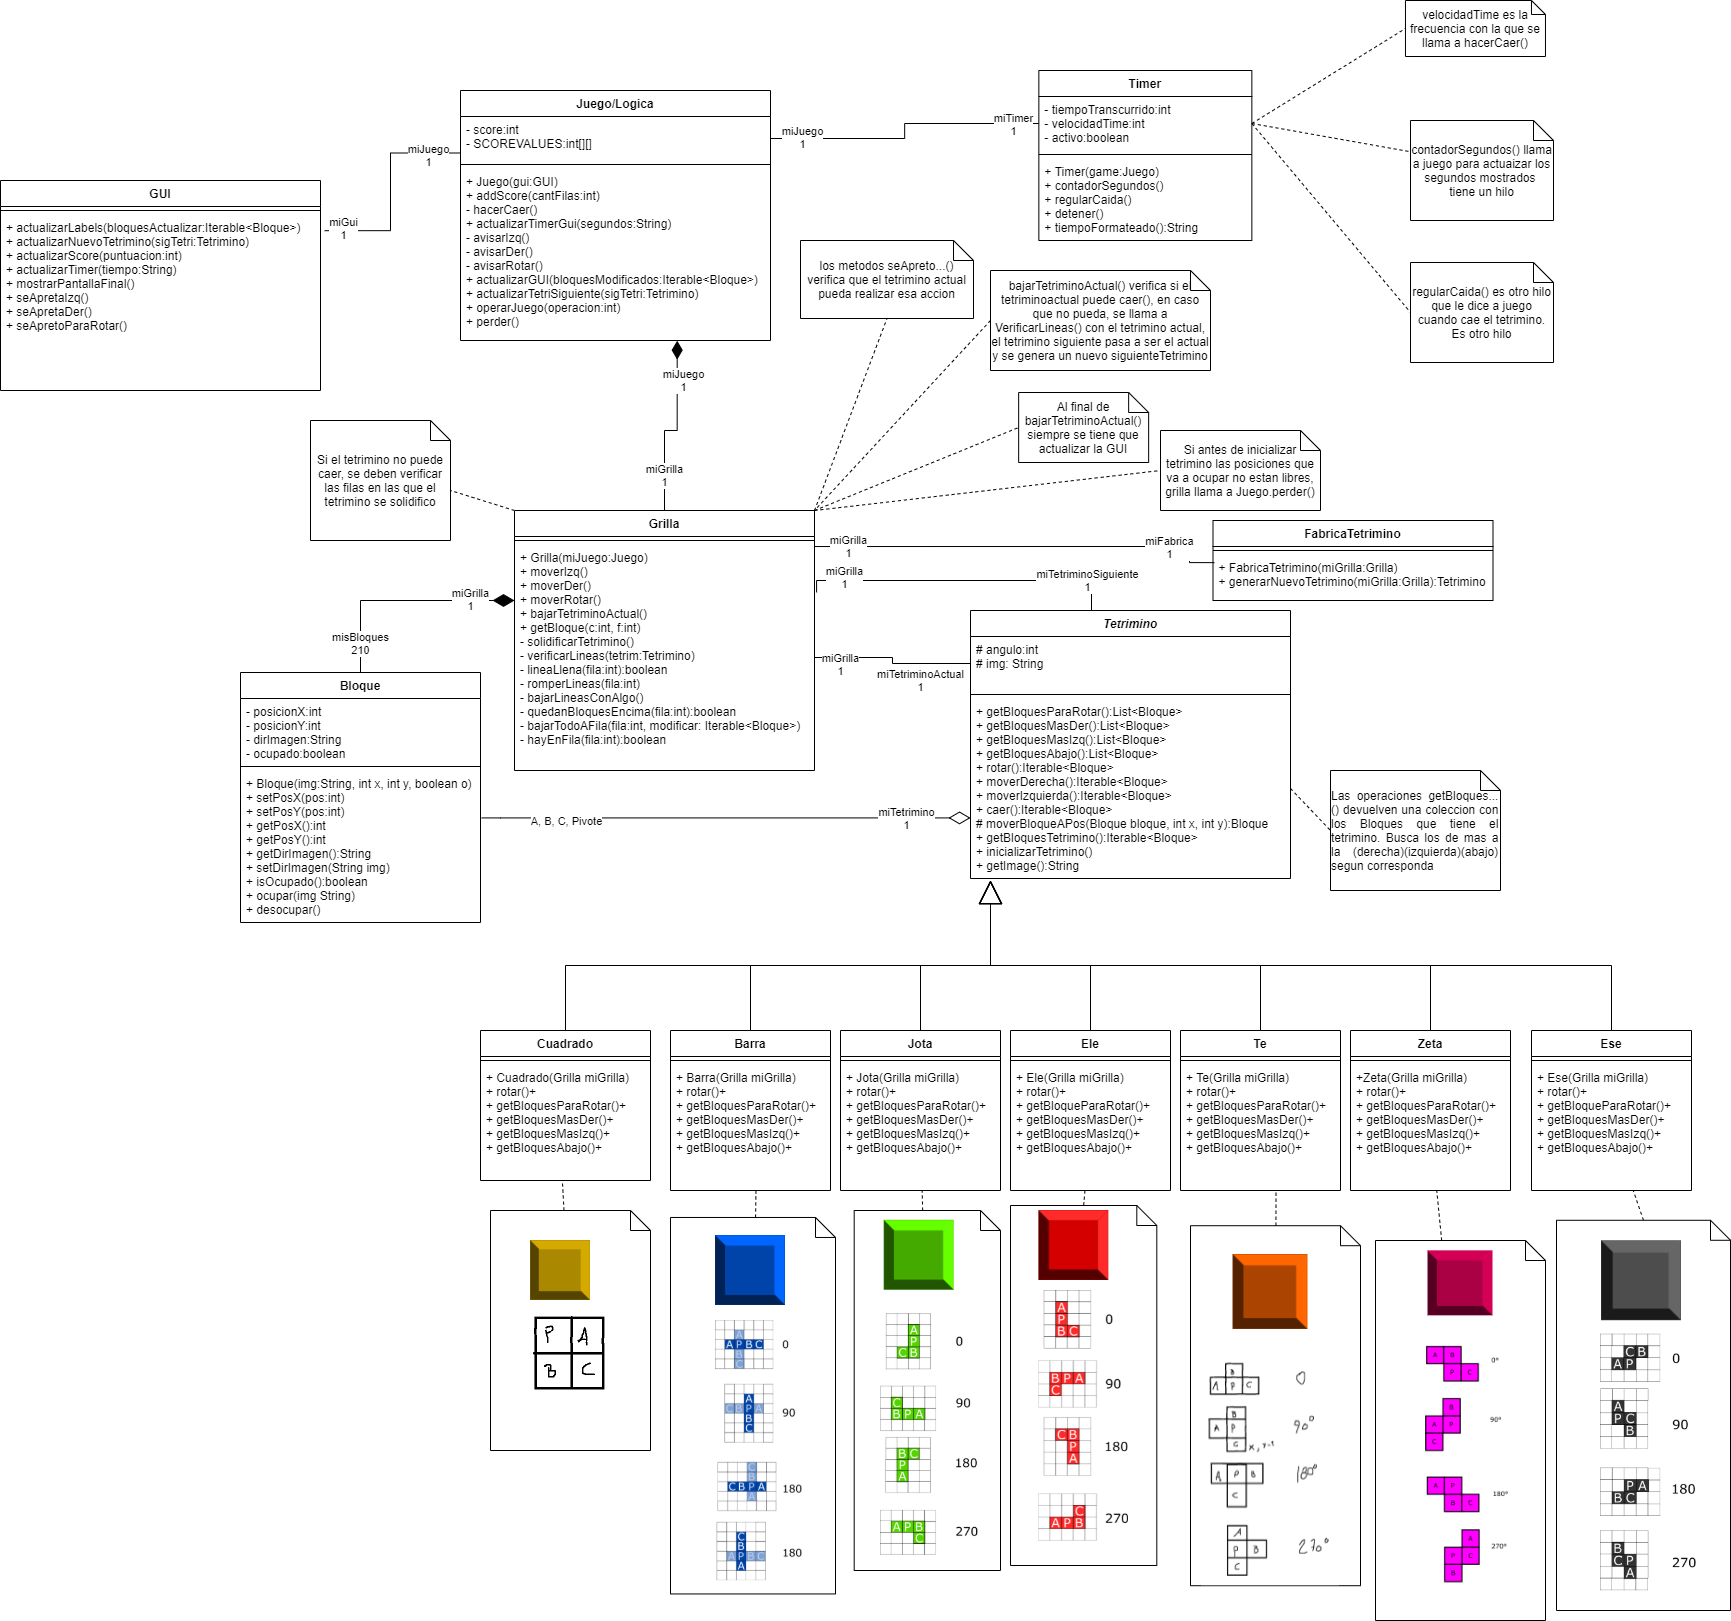 velocidadTime es la
frecuencia con la que se
llama a hacerCaer()
Timer
- tiempoTranscurrido:int
- velocidadTime:int
- activo:boolean
+ Timer(game:Juego)
+ contadorSegundos()
+ regularCaida()
+ detener()
+ tiempoFormateado():String
miTimer
1
miJuego
1
Juego/Logica
- score:int
- SCOREVALUES:int[][]
+ Juego(gui:GUI)
+ addScore(cantFilas:int)
- hacerCaer()
+ actualizarTimerGui(segundos:String)
- avisarIzq()
- avisarDer()
- avisarRotar()
+ actualizarGUI(bloquesModificados:Iterable<Bloque>)
+ actualizarTetriSiguiente(sigTetri:Tetrimino)
+ operarJuego(operacion:int)
+ perder()
miJuego
1
miGui
1
GUI
+ actualizarLabels(bloquesActualizar:Iterable<Bloque>)
+ actualizarNuevoTetrimino(sigTetri:Tetrimino)
+ actualizarScore(puntuacion:int)
+ actualizarTimer(tiempo:String)
+ mostrarPantallaFinal()
+ seApretaIzq()
+ seApretaDer()
+ seApretoParaRotar()
contadorSegundos() llama
a juego para actuaizar los
segundos mostrados
tiene un hilo
regularCaida() es otro hilo
que le dice a juego
cuando cae el tetrimino.
Es otro hilo
los metodos seApreto...()
verifica que el tetrimino actual
pueda realizar esa accion
bajarTetriminoActual() verifica si el
tetriminoactual puede caer(), en caso
que no pueda, se llama a
VerificarLineas() con el tetrimino actual,
el tetrimino siguiente pasa a ser el actual
y se genera un nuevo siguienteTetrimino
Al final de
bajarTetriminoActual()
siempre se tiene que
actualizar la GUI
Si antes de inicializar
tetrimino las posiciones que
va a ocupar no estan libres,
grilla llama a Juego.perder()
miJuego
1
miGrilla
1
Si el tetrimino no puede
caer, se deben verificar
las filas en las que el
tetrimino se solidifico
Grilla
+ Grilla(miJuego:Juego)
+ moverIzq()
+ moverDer()
+ moverRotar()
+ bajarTetriminoActual()
+ getBloque(c:int, f:int)
- solidificarTetrimino()
- verificarLineas(tetrim:Tetrimino)
- lineaLlena(fila:int):boolean
- romperLineas(fila:int)
- bajarLineasConAlgo()
- quedanBloquesEncima(fila:int):boolean
- bajarTodoAFila(fila:int, modificar: Iterable<Bloque>)
- hayEnFila(fila:int):boolean
miGrilla
1
miFabrica
1
FabricaTetrimino
+ FabricaTetrimino(miGrilla:Grilla)
+ generarNuevoTetrimino(miGrilla:Grilla):Tetrimino
miGrilla
1
miTetriminoSiguiente
1
miGrilla
1
miTetriminoActual
1
Tetrimino
# angulo:int
# img: String
+ getBloquesParaRotar():List<Bloque>
+ getBloquesMasDer():List<Bloque>
+ getBloquesMasIzq():List<Bloque>
+ getBloquesAbajo():List<Bloque>
+ rotar():Iterable<Bloque>
+ moverDerecha():Iterable<Bloque>
+ moverIzquierda():Iterable<Bloque>
+ caer():Iterable<Bloque>
# moverBloqueAPos(Bloque bloque, int x, int y):Bloque
+ getBloquesTetrimino():Iterable<Bloque>
+ inicializarTetrimino()
+ getImage():String
Las operaciones getBloques...
() devuelven una coleccion con
los Bloques que tiene el
tetrimino. Busca los de mas a
la (derecha)(izquierda)(abajo)
segun corresponda
miGrilla
1
misBloques
210
Bloque
- posicionX:int
- posicionY:int
- dirImagen:String
- ocupado:boolean
+ Bloque(img:String, int x, int y, boolean o)
+ setPosX(pos:int)
+ setPosY(pos:int)
+ getPosX():int
+ getPosY():int
+ getDirImagen():String
+ setDirImagen(String img)
+ isOcupado():boolean
+ ocupar(img String)
+ desocupar()
A, B, C, Pivote
miTetrimino
1
Cuadrado
+ Cuadrado(Grilla miGrilla)
+ rotar()+
+ getBloquesParaRotar()+
+ getBloquesMasDer()+
+ getBloquesMasIzq()+
+ getBloquesAbajo()+
Barra
+ Barra(Grilla miGrilla)
+ rotar()+
+ getBloquesParaRotar()+
+ getBloquesMasDer()+
+ getBloquesMasIzq()+
+ getBloquesAbajo()+
Jota
+ Jota(Grilla miGrilla)
+ rotar()+
+ getBloquesParaRotar()+
+ getBloquesMasDer()+
+ getBloquesMasIzq()+
+ getBloquesAbajo()+
Ele
+ Ele(Grilla miGrilla)
+ rotar()+
+ getBloqueParaRotar()+
+ getBloquesMasDer()+
+ getBloquesMasIzq()+
+ getBloquesAbajo()+
Te
+ Te(Grilla miGrilla)
+ rotar()+
+ getBloquesParaRotar()+
+ getBloquesMasDer()+
+ getBloquesMasIzq()+
+ getBloquesAbajo()+
Zeta
+Zeta(Grilla miGrilla)
+ rotar()+
+ getBloquesParaRotar()+
+ getBloquesMasDer()+
+ getBloquesMasIzq()+
+ getBloquesAbajo()+
Ese
+ Ese(Grilla miGrilla)
+ rotar()+
+ getBloqueParaRotar()+
+ getBloquesMasDer()+
+ getBloquesMasIzq()+
+ getBloquesAbajo()+
P A
B C
A
A P B C 0
B
C
A
P
C B P A 90
B
C
C
B
C B P A 180
A
C
B
A P B C 180
A
A
P
C B 0
C
B P A 90
B C
P
A 180
A P B
C 270
A
P
B C 0
B P A
C 90
C B
P
A 180
C
A P B 270
B
A P C 0
B
A P
C x, y-1 90°
A P B
C 180°
A
P B
C 270°
A B
P C 0°
B
A P
C 90°
A P
B C 180°
A
P C
B 270°
C B
A P 0
A
P C
B 90
P A
B C 180
B
C P
A 270